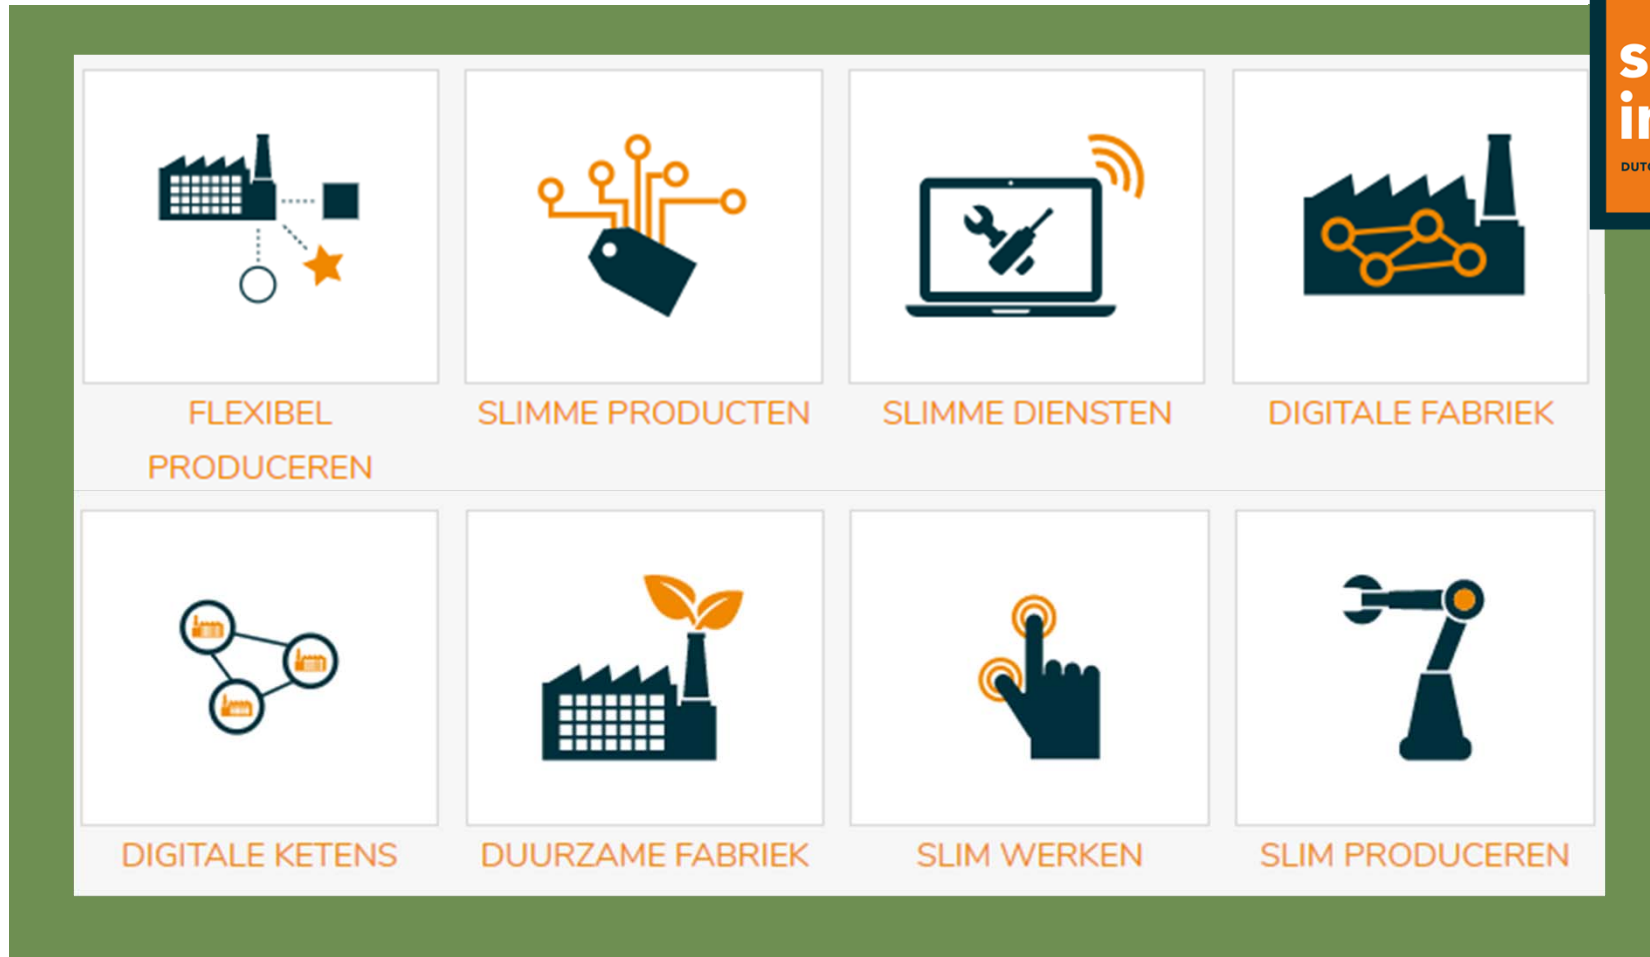 FLEXIBEL
PRODUCEREN
SLIMME PRODUCTEN
SLIMME DIENSTEN
DIGITALE FABRIEK
DIGITALE KETENS
DUURZAME FABRIEK
SLIM WERKEN
SLIM PRODUCEREN